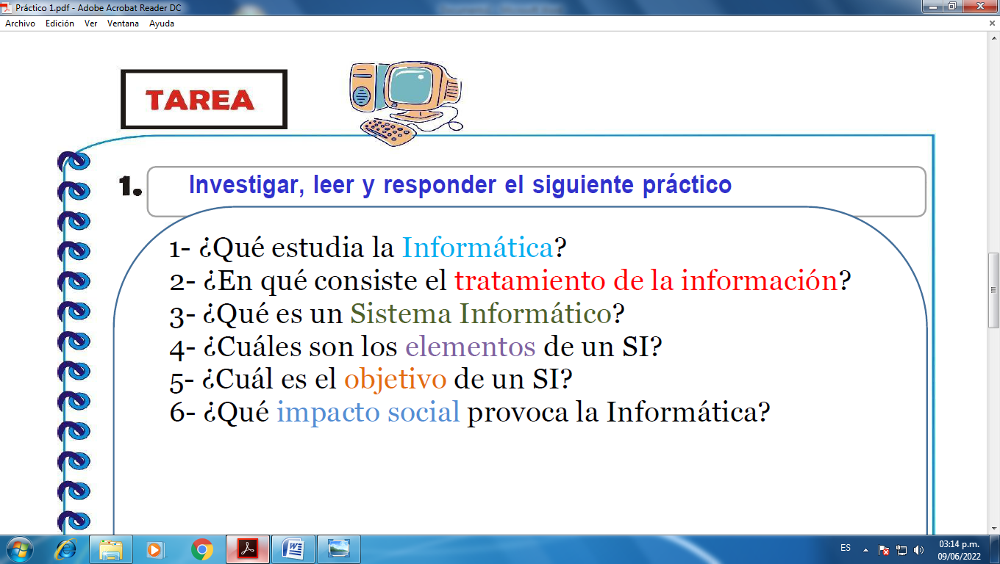 Práctico 1.pdf - Adobe Acrobat Reader DC
Archivo Edición Ver Ventana Ayuda
TAREA
1. Investigar, leer y responder el siguiente práctico
1- ¿Qué estudia la Informática?
2- ¿En qué consiste el tratamiento de la información?
3- ¿Qué es un Sistema Informático?
4- ¿Cuáles son los elementos de un SI?
5- ¿Cuál es el objetivo de un SI?
6- ¿Qué impacto social provoca la Informática?
ES
03:14 p.m.
09/06/2022